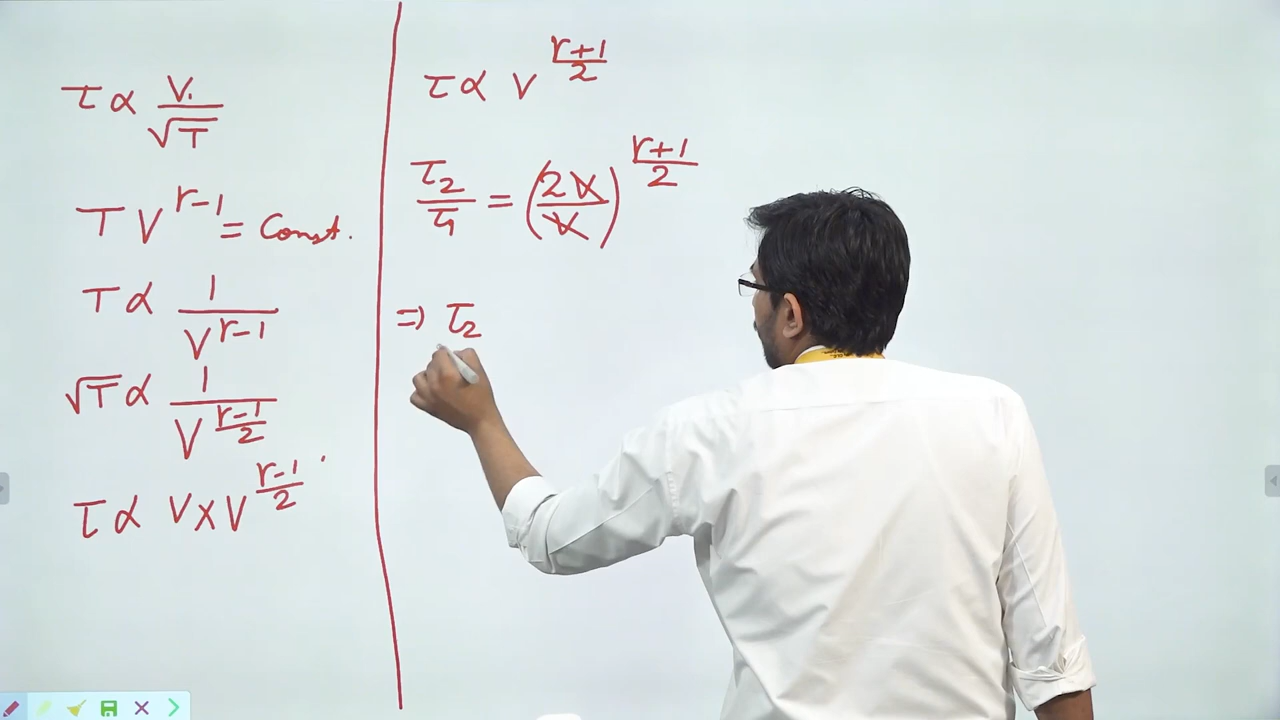 τ ∝ V / √T
T V^(r-1) = Const.
T ∝ 1 / V^(r-1)
√T ∝ 1 / V^((r-1)/2)
τ ∝ V × V^((r-1)/2)
τ ∝ V^((r+1)/2)
τ₂ / τ₁ = (2V / V)^((r+1)/2)
⇒ τ₂